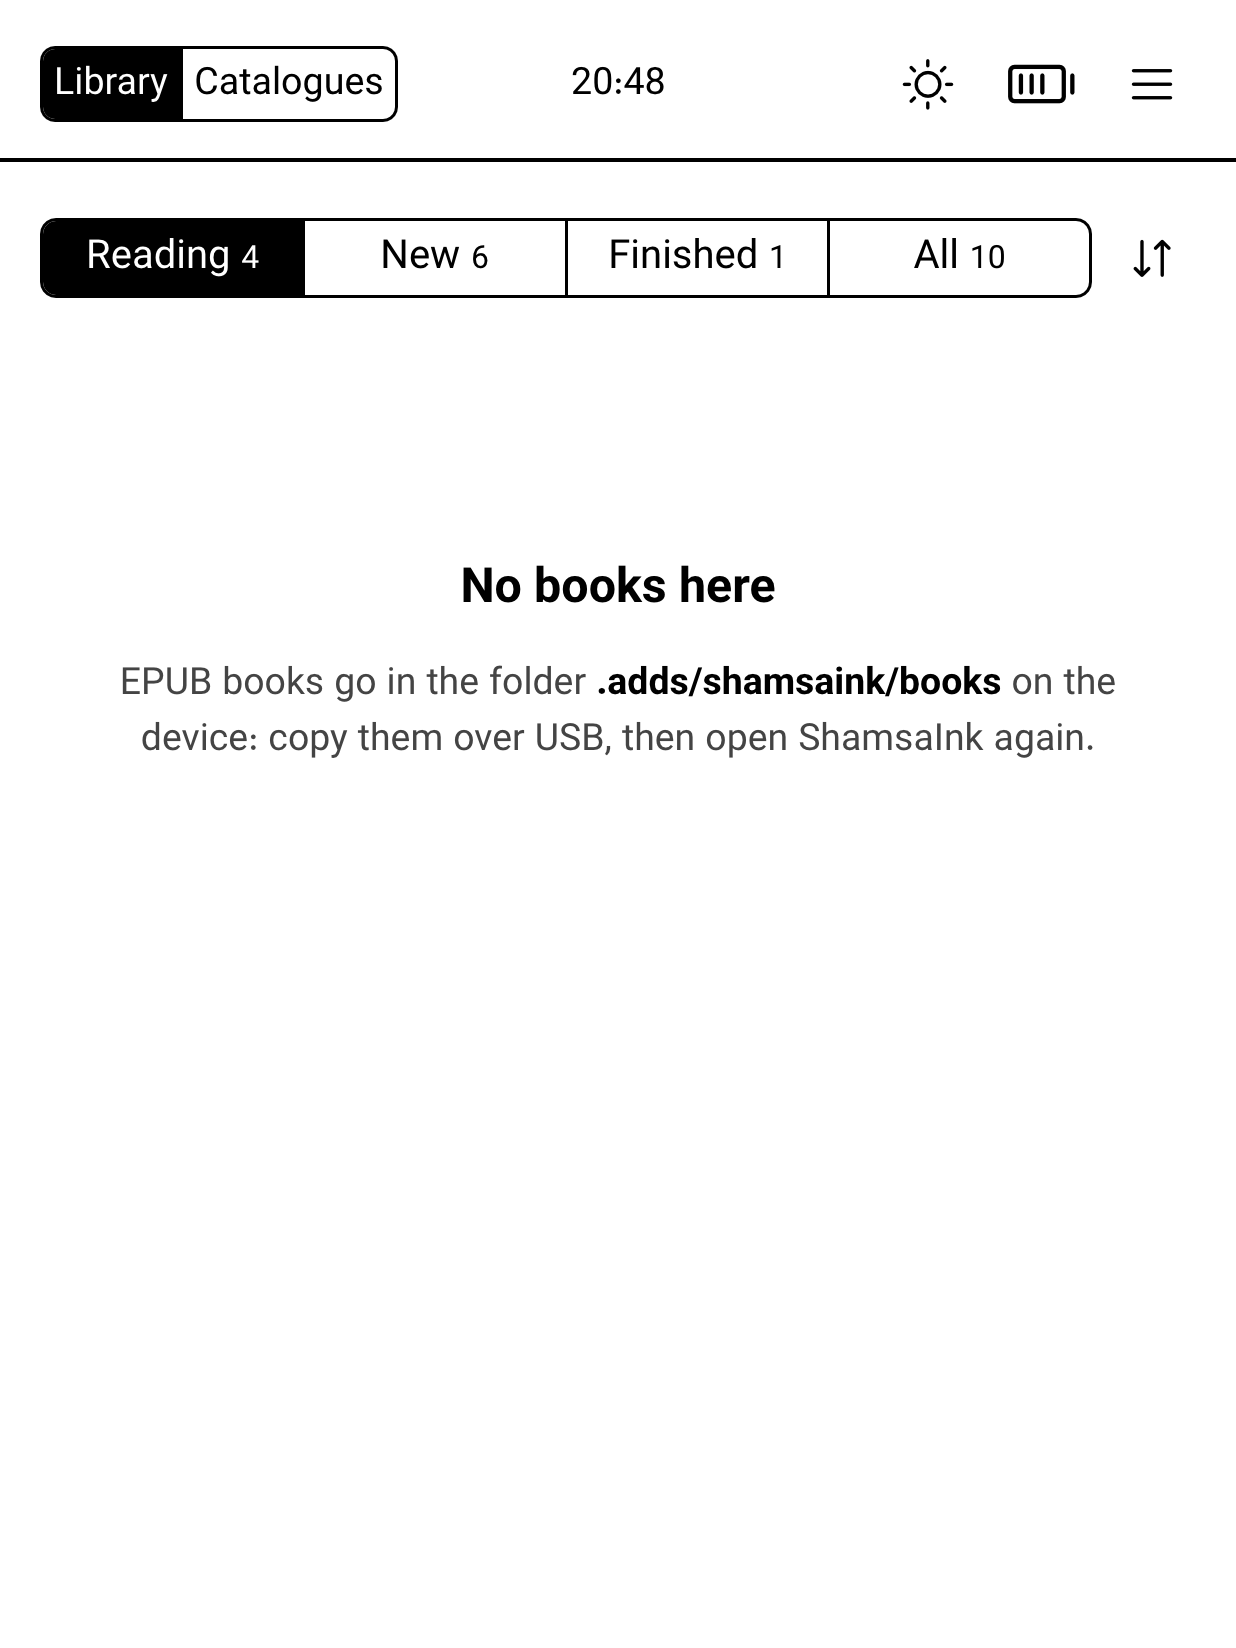 Library Catalogues 20:48
Reading 4 New 6 Finished 1 All 10
No books here
EPUB books go in the folder .adds/shamsaink/books on the
device: copy them over USB, then open ShamsaInk again.